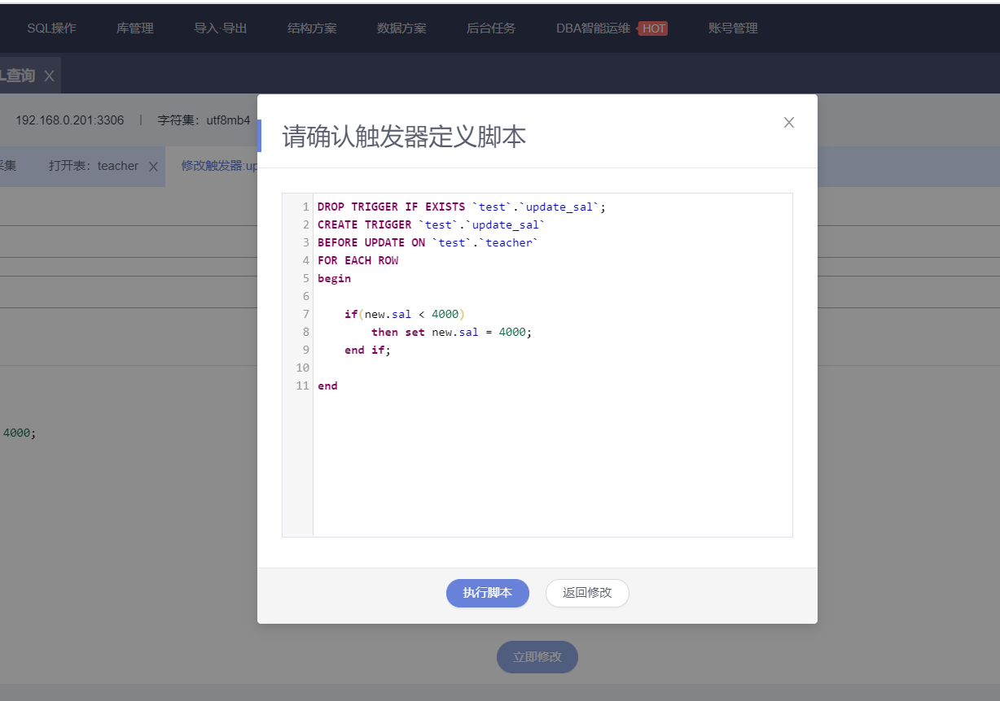 SQL操作 库管理 导入·导出 结构方案 数据方案 后台任务 DBA智能运维 HOT 账号管理
L查询 X
192.168.0.201:3306 | 字符集：utf8mb4
采集 打开表：teacher X 修改触发器:up
请确认触发器定义脚本
1 DROP TRIGGER IF EXISTS `test`.`update_sal`;
2 CREATE TRIGGER `test`.`update_sal`
3 BEFORE UPDATE ON `test`.`teacher`
4 FOR EACH ROW
5 begin
6
7 if(new.sal < 4000)
8 then set new.sal = 4000;
9 end if;
10
11 end
4000;
执行脚本 返回修改
立即修改